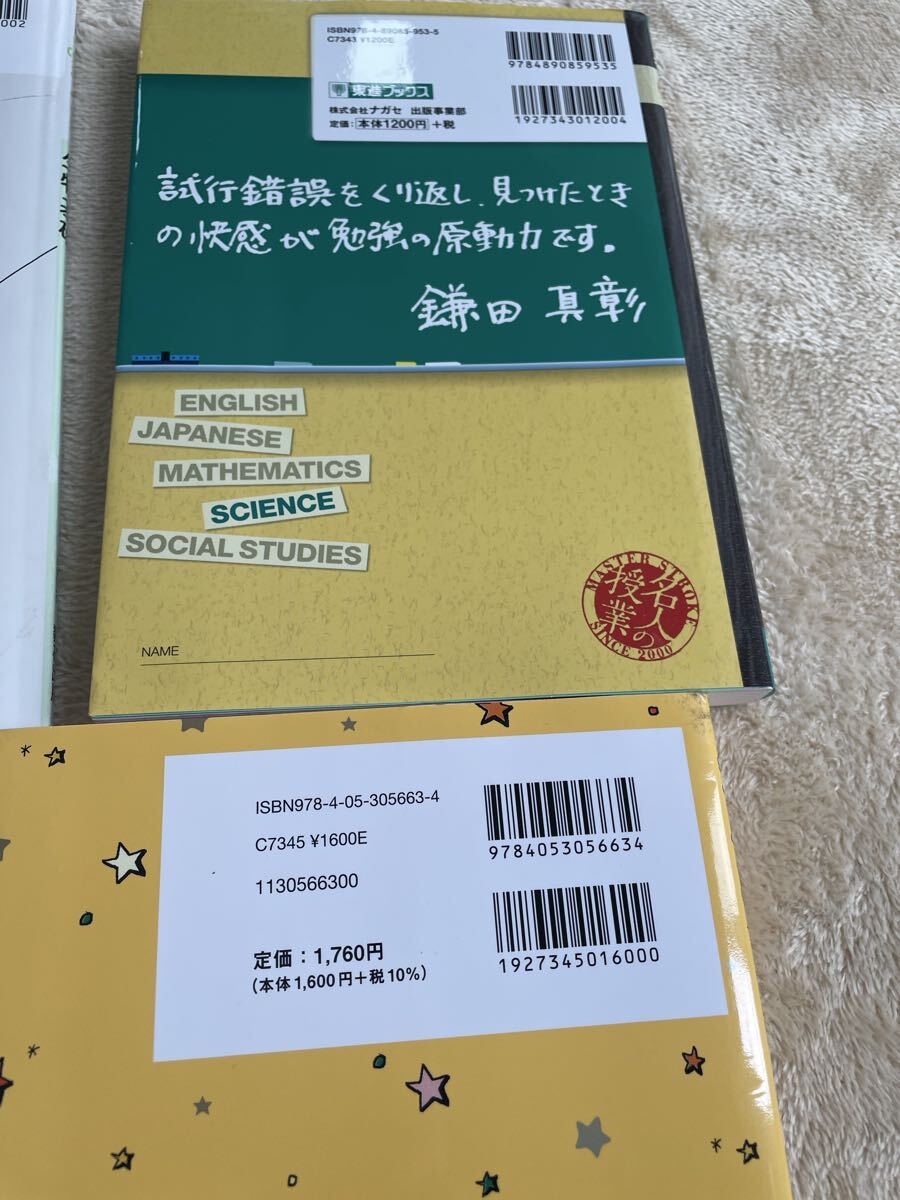 002
ISBN978-4-89085-953-5
C7343 ¥1200E
9784890859535
東進ブックス
株式会社ナガセ 出版事業部
定価：本体1200円＋税
1927343012004
試行錯誤をくり返し、見つけたとき
の快感が勉強の原動力です。
鎌田 真彰
ENGLISH
JAPANESE
MATHEMATICS
SCIENCE
SOCIAL STUDIES
MASTER STROKE
名人の
授業
SINCE 2000
NAME
ISBN978-4-05-305663-4
C7345 ¥1600E
9784053056634
1130566300
定価：1,760円
（本体1,600円＋税10%）
1927345016000